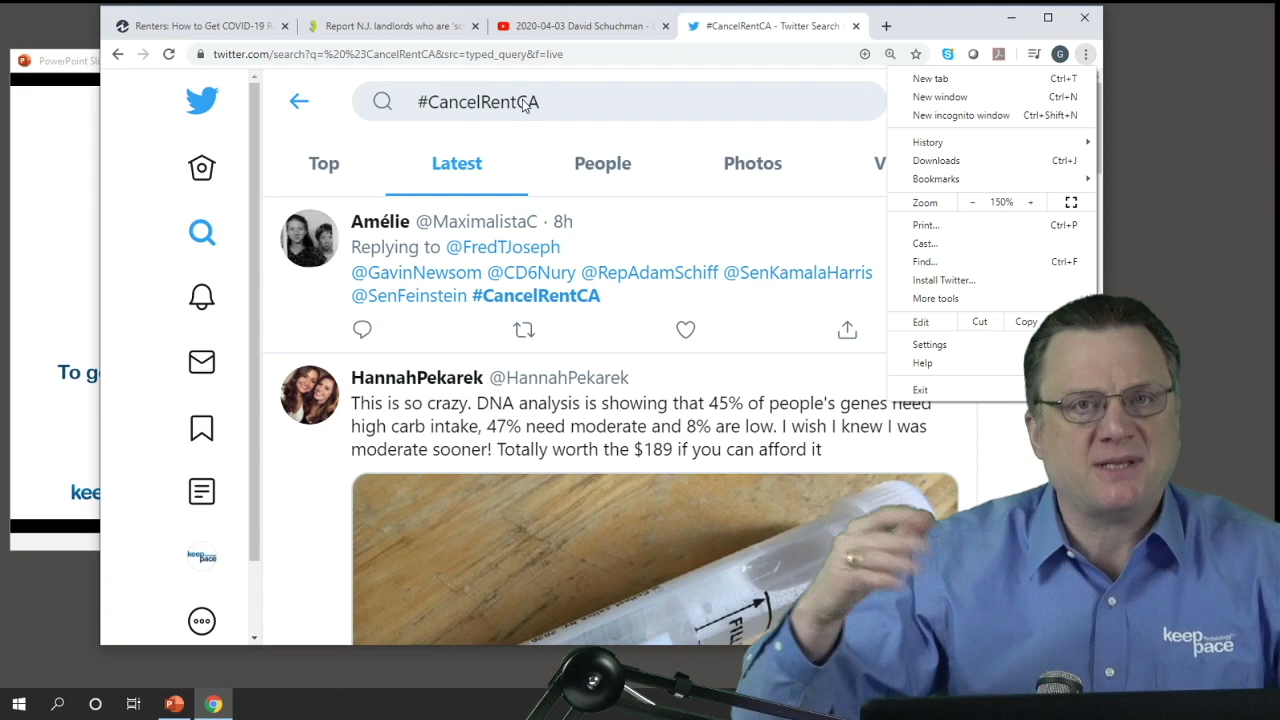 Renters: How to Get COVID-19 R
Report N.J. landlords who are 'sc
2020-04-03 David Schuchman -
#CancelRentCA - Twitter Search /
twitter.com/search?q=%20%23CancelRentCA&src=typed_query&f=live
G
PowerPoint Sli
#CancelRentCA
Top
Latest
People
Photos
V
New tab Ctrl+T
New window Ctrl+N
New incognito window Ctrl+Shift+N
History
Downloads Ctrl+J
Bookmarks
Zoom - 150% +
Print... Ctrl+P
Cast...
Find... Ctrl+F
Install Twitter...
More tools
Edit Cut Copy
Settings
Help
Exit
Amélie @MaximalistaC · 8h
Replying to @FredTJoseph
@GavinNewsom @CD6Nury @RepAdamSchiff @SenKamalaHarris
@SenFeinstein #CancelRentCA
HannahPekarek @HannahPekarek
This is so crazy. DNA analysis is showing that 45% of people's genes need
high carb intake, 47% need moderate and 8% are low. I wish I knew I was
moderate sooner! Totally worth the $189 if you can afford it
FILL
To g
kee
keep
pace
keep Technology
pace